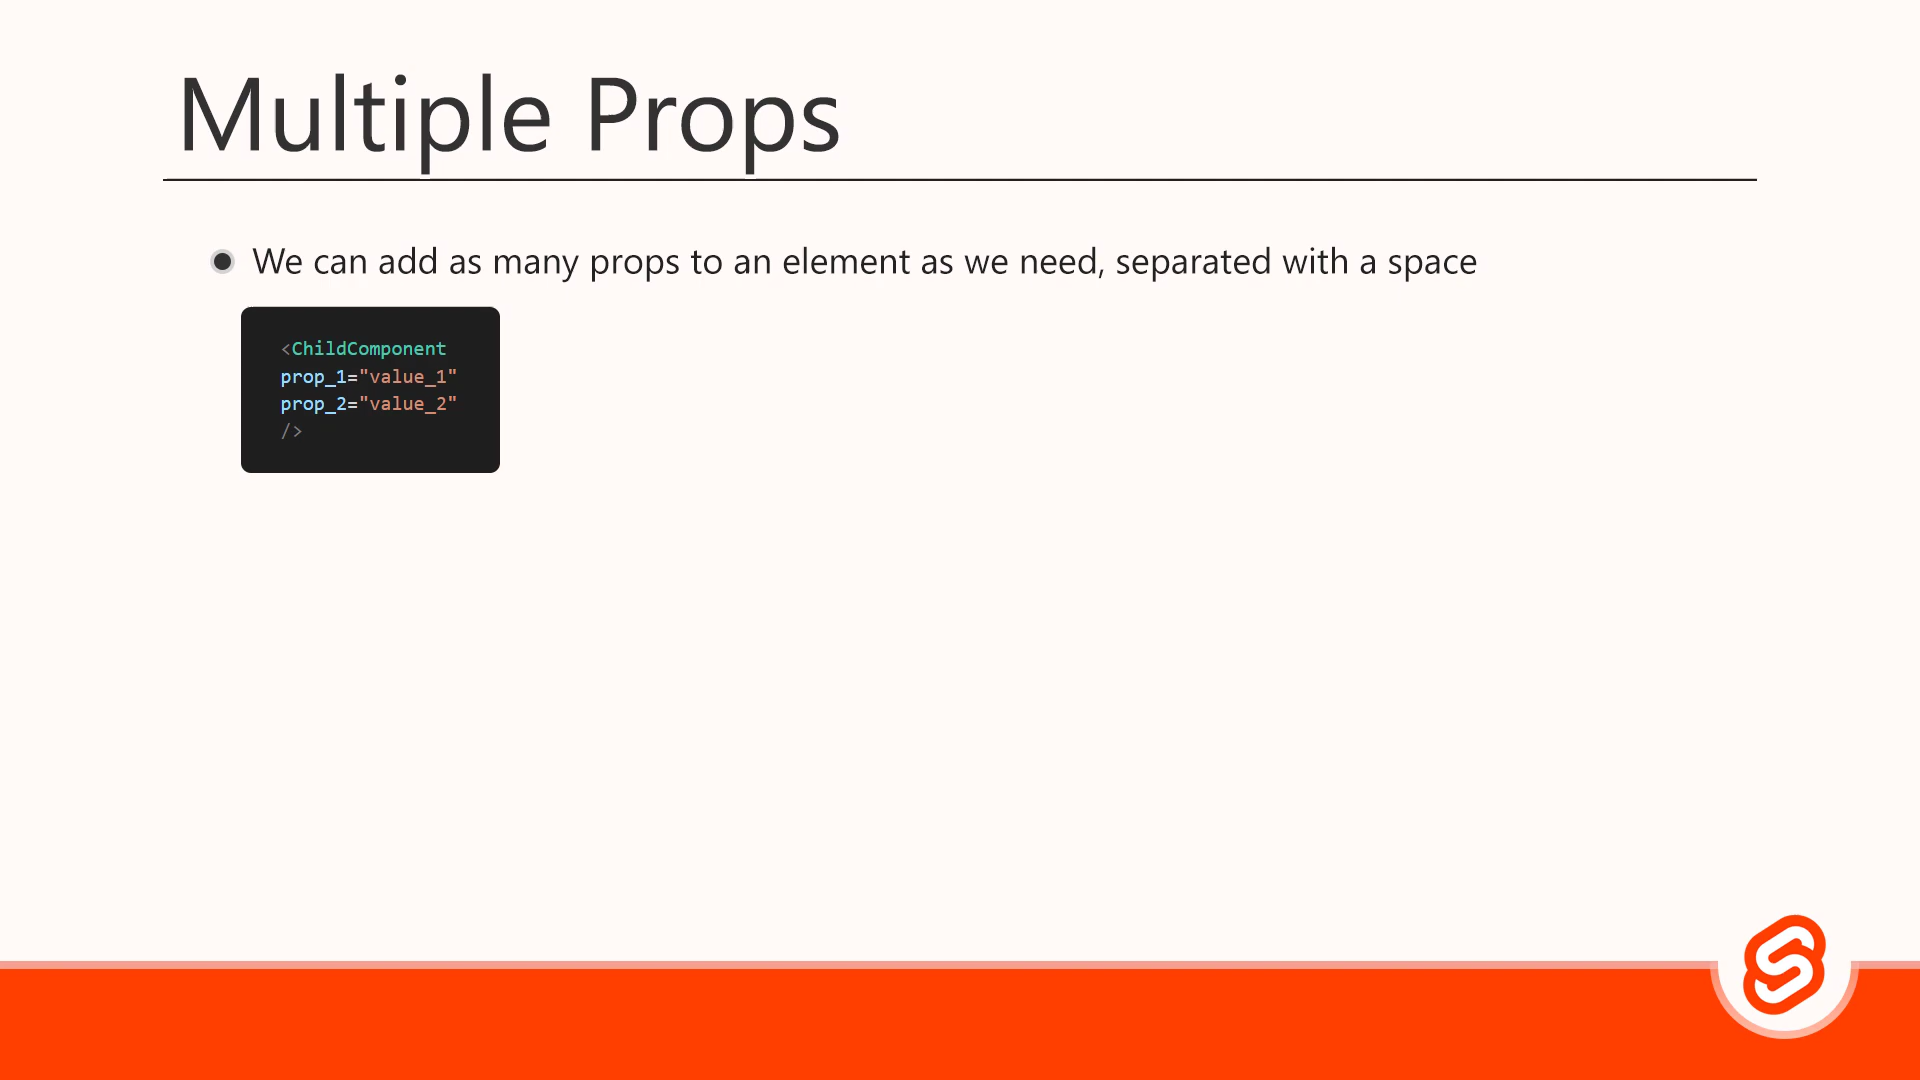 Multiple Props
We can add as many props to an element as we need, separated with a space
<ChildComponent
prop_1="value_1"
prop_2="value_2"
/>